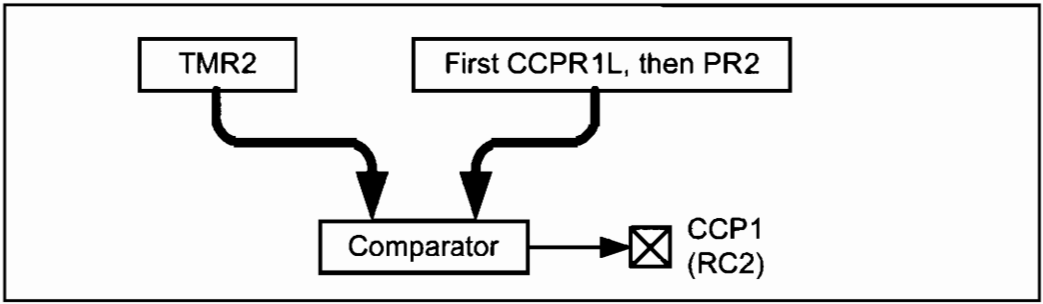 TMR2
First CCPR1L, then PR2
Comparator
CCP1
(RC2)